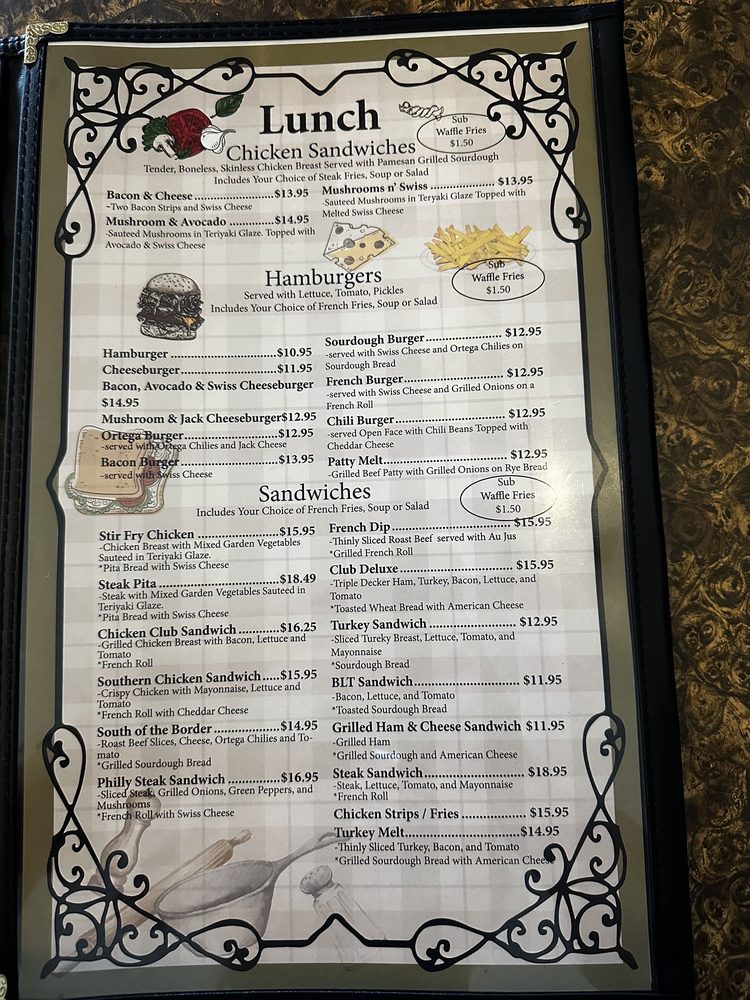 Lunch
Sub
Waffle Fries
$1.50
Chicken Sandwiches
Tender, Boneless, Skinless Chicken Breast Served with Pamesan Grilled Sourdough
Includes Your Choice of Steak Fries, Soup or Salad
Bacon & Cheese ............................$13.95
-Two Bacon Strips and Swiss Cheese
Mushroom & Avocado .............$14.95
-Sauteed Mushrooms in Teriyaki Glaze. Topped with
Avocado & Swiss Cheese
Mushrooms n' Swiss .................. $13.95
-Sauteed Mushrooms in Teryaki Glaze Topped with
Melted Swiss Cheese
Hamburgers
Served with Lettuce, Tomato, Pickles
Includes Your Choice of French Fries, Soup or Salad
Sub
Waffle Fries
$1.50
Hamburger .............................$10.95
Cheeseburger..........................$11.95
Bacon, Avocado & Swiss Cheeseburger
$14.95
Mushroom & Jack Cheeseburger$12.95
Ortega Burger.........................$12.95
-served with Ortega Chilies and Jack Cheese
Bacon Burger..........................$13.95
-served with Swiss Cheese
Sourdough Burger..................... $12.95
-served with Swiss Cheese and Ortega Chilies on
Sourdough Bread
French Burger........................... $12.95
-served with Swiss Cheese and Grilled Onions on a
French Roll
Chili Burger.............................. $12.95
-served Open Face with Chili Beans Topped with
Cheddar Cheese
Patty Melt................................. $12.95
-Grilled Beef Patty with Grilled Onions on Rye Bread
Sandwiches
Includes Your Choice of French Fries, Soup or Salad
Sub
Waffle Fries
$1.50
Stir Fry Chicken .....................$15.95
-Chicken Breast with Mixed Garden Vegetables
Sauteed in Teriyaki Glaze.
*Pita Bread with Swiss Cheese
Steak Pita ................................$18.49
-Steak with Mixed Garden Vegetables Sauteed in
Teriyaki Glaze.
*Pita Bread with Swiss Cheese
Chicken Club Sandwich ...........$16.25
-Grilled Chicken Breast with Bacon, Lettuce and
Tomato
*French Roll
Southern Chicken Sandwich.....$15.95
-Crispy Chicken with Mayonnaise, Lettuce and
Tomato
*French Roll with Cheddar Cheese
South of the Border .................$14.95
-Roast Beef Slices, Cheese, Ortega Chilies and To-
mato
*Grilled Sourdough Bread
Philly Steak Sandwich .............$16.95
-Sliced Steak, Grilled Onions, Green Peppers, and
Mushrooms
*French Roll with Swiss Cheese
French Dip................................$15.95
-Thinly Sliced Roast Beef served with Au Jus
*Grilled French Roll
Club Deluxe............................... $15.95
-Triple Decker Ham, Turkey, Bacon, Lettuce, and
Tomato
*Toasted Wheat Bread with American Cheese
Turkey Sandwich ....................... $12.95
-Sliced Tureky Breast, Lettuce, Tomato, and
Mayonnaise
*Sourdough Bread
BLT Sandwich............................ $11.95
-Bacon, Lettuce, and Tomato
*Toasted Sourdough Bread
Grilled Ham & Cheese Sandwich $11.95
-Grilled Ham
*Grilled Sourdough and American Cheese
Steak Sandwich.......................... $18.95
-Steak, Lettuce, Tomato, and Mayonnaise
*French Roll
Chicken Strips / Fries ................ $15.95
Turkey Melt...............................$14.95
-Thinly Sliced Turkey, Bacon, and Tomato
*Grilled Sourdough Bread with American Cheese